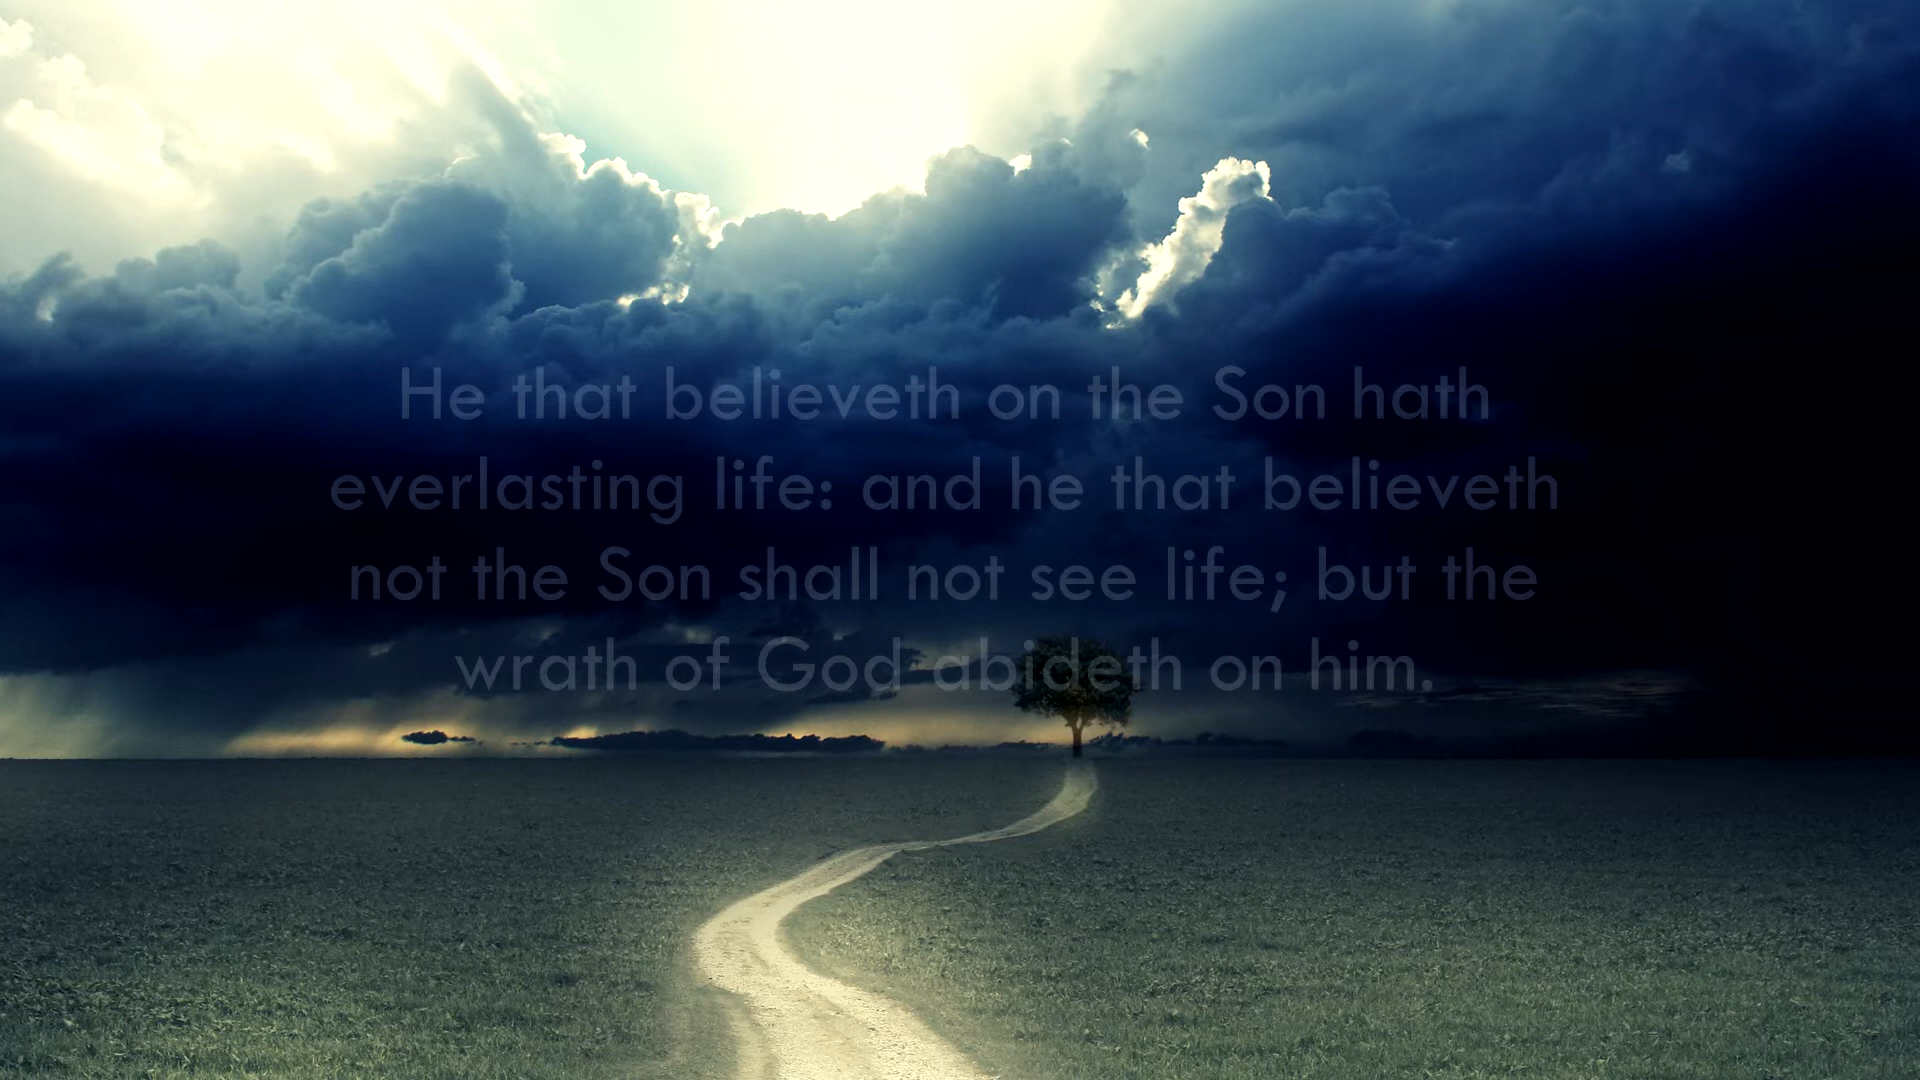 He that believeth on the Son hath
everlasting life: and he that believeth
not the Son shall not see life; but the
wrath of God abideth on him.